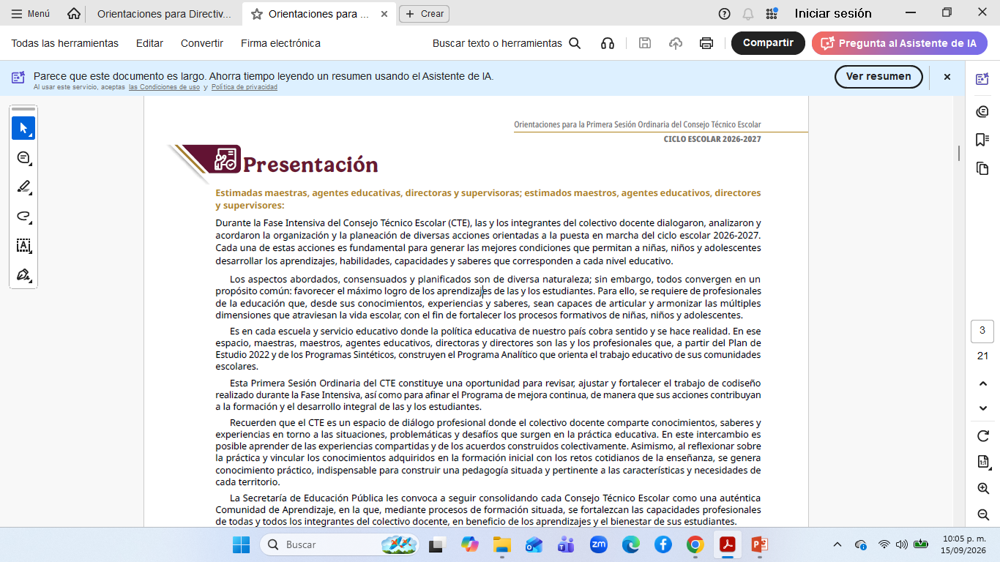 Menú
Orientaciones para Directiv...
Orientaciones para ...
Crear
Iniciar sesión
Todas las herramientas
Editar
Convertir
Firma electrónica
Buscar texto o herramientas
Compartir
Pregunta al Asistente de IA
Parece que este documento es largo. Ahorra tiempo leyendo un resumen usando el Asistente de IA.
Al usar este servicio, aceptas las Condiciones de uso y Política de privacidad
Ver resumen
Orientaciones para la Primera Sesión Ordinaria del Consejo Técnico Escolar
CICLO ESCOLAR 2026-2027
Presentación
Estimadas maestras, agentes educativas, directoras y supervisoras; estimados maestros, agentes educativos, directores
y supervisores:
Durante la Fase Intensiva del Consejo Técnico Escolar (CTE), las y los integrantes del colectivo docente dialogaron, analizaron y
acordaron la organización y la planeación de diversas acciones orientadas a la puesta en marcha del ciclo escolar 2026-2027.
Cada una de estas acciones es fundamental para generar las mejores condiciones que permitan a niñas, niños y adolescentes
desarrollar los aprendizajes, habilidades, capacidades y saberes que corresponden a cada nivel educativo.
Los aspectos abordados, consensuados y planificados son de diversa naturaleza; sin embargo, todos convergen en un
propósito común: favorecer el máximo logro de los aprendizajes de las y los estudiantes. Para ello, se requiere de profesionales
de la educación que, desde sus conocimientos, experiencias y saberes, sean capaces de articular y armonizar las múltiples
dimensiones que atraviesan la vida escolar, con el fin de fortalecer los procesos formativos de niñas, niños y adolescentes.
Es en cada escuela y servicio educativo donde la política educativa de nuestro país cobra sentido y se hace realidad. En ese
espacio, maestras, maestros, agentes educativos, directoras y directores son las y los profesionales que, a partir del Plan de
Estudio 2022 y de los Programas Sintéticos, construyen el Programa Analítico que orienta el trabajo educativo de sus comunidades
escolares.
Esta Primera Sesión Ordinaria del CTE constituye una oportunidad para revisar, ajustar y fortalecer el trabajo de codiseño
realizado durante la Fase Intensiva, así como para afinar el Programa de mejora continua, de manera que sus acciones contribuyan
a la formación y el desarrollo integral de las y los estudiantes.
Recuerden que el CTE es un espacio de diálogo profesional donde el colectivo docente comparte conocimientos, saberes y
experiencias en torno a las situaciones, problemáticas y desafíos que surgen en la práctica educativa. En este intercambio es
posible aprender de las experiencias compartidas y de los acuerdos construidos colectivamente. Asimismo, al reflexionar sobre
la práctica y vincular los conocimientos adquiridos en la formación inicial con los retos cotidianos de la enseñanza, se genera
conocimiento práctico, indispensable para construir una pedagogía situada y pertinente a las características y necesidades de
cada territorio.
La Secretaría de Educación Pública les convoca a seguir consolidando cada Consejo Técnico Escolar como una auténtica
Comunidad de Aprendizaje, en la que, mediante procesos de formación situada, se fortalezcan las capacidades profesionales
de todas y todos los integrantes del colectivo docente, en beneficio de los aprendizajes y el bienestar de sus estudiantes.
3
21
1:1
Buscar
zm
10:05 p. m.
15/09/2026